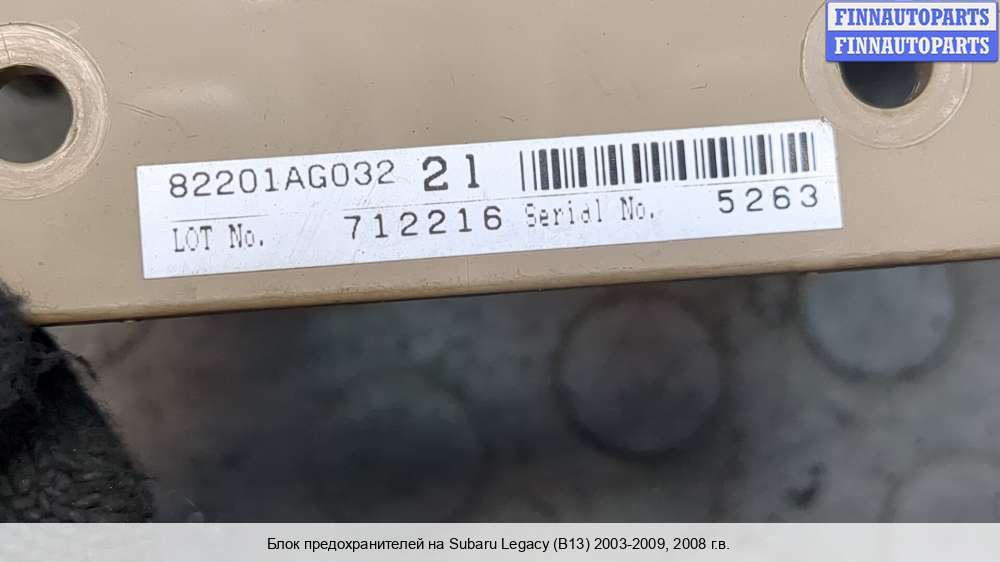 FINNAUTOPARTS
FINNAUTOPARTS
82201AG032 21
LOT No. 712216 Serial No. 5263
Блок предохранителей на Subaru Legacy (B13) 2003-2009, 2008 г.в.